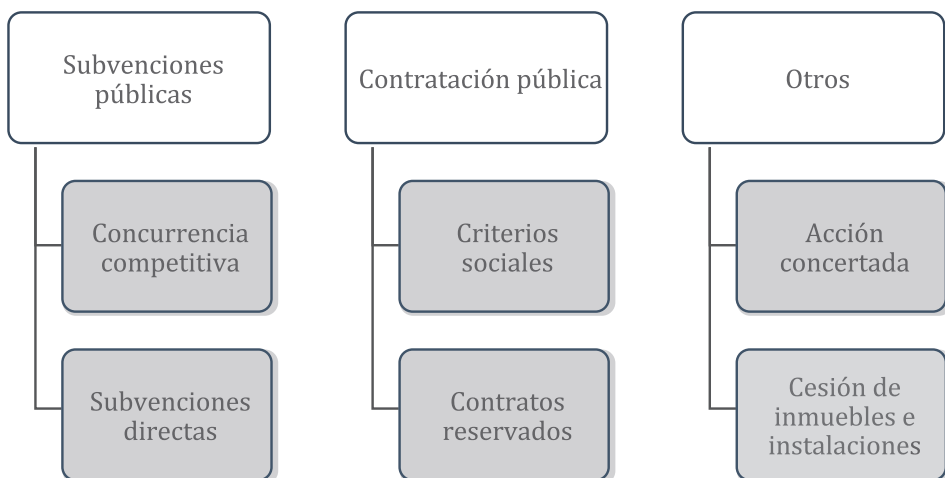 Subvenciones
públicas
Concurrencia
competitiva
Subvenciones
directas
Contratación pública
Criterios
sociales
Contratos
reservados
Otros
Acción
concertada
Cesión de
inmuebles e
instalaciones